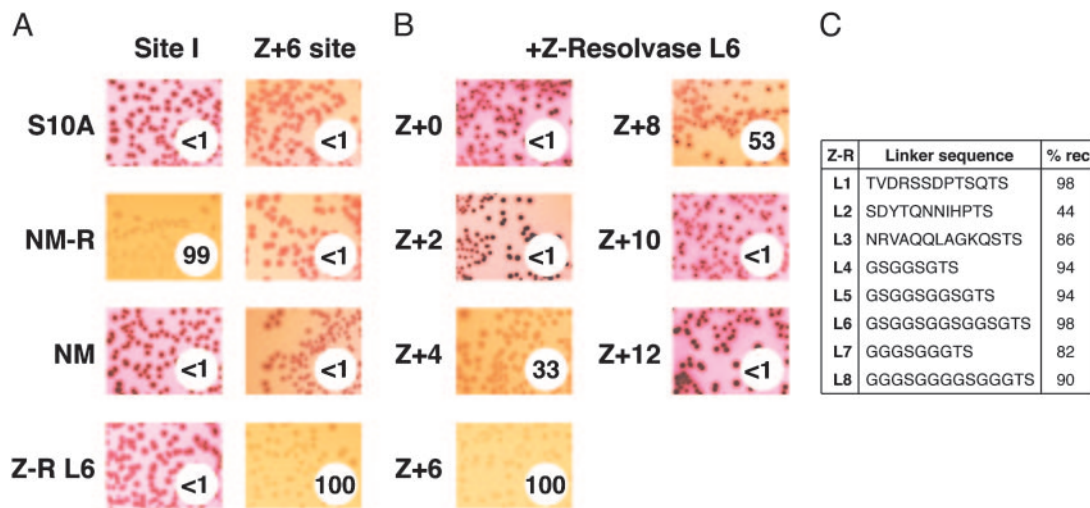 A
Site I Z+6 site
S10A <1 <1
NM-R 99 <1
NM <1 <1
Z-R L6 <1 100
B
+Z-Resolvase L6
Z+0 <1 Z+8 53
Z+2 <1 Z+10 <1
Z+4 33 Z+12 <1
Z+6 100
C
Z-R Linker sequence % rec
L1 TVDRSSDPTSQTS 98
L2 SDYTQNNIHPTS 44
L3 NRVAQQLAGKQSTS 86
L4 GSGGSGTS 94
L5 GSGGSGGSGTS 94
L6 GSGGSGGSGGSGTS 98
L7 GGGSGGGTS 82
L8 GGGSGGGGSGGGTS 90